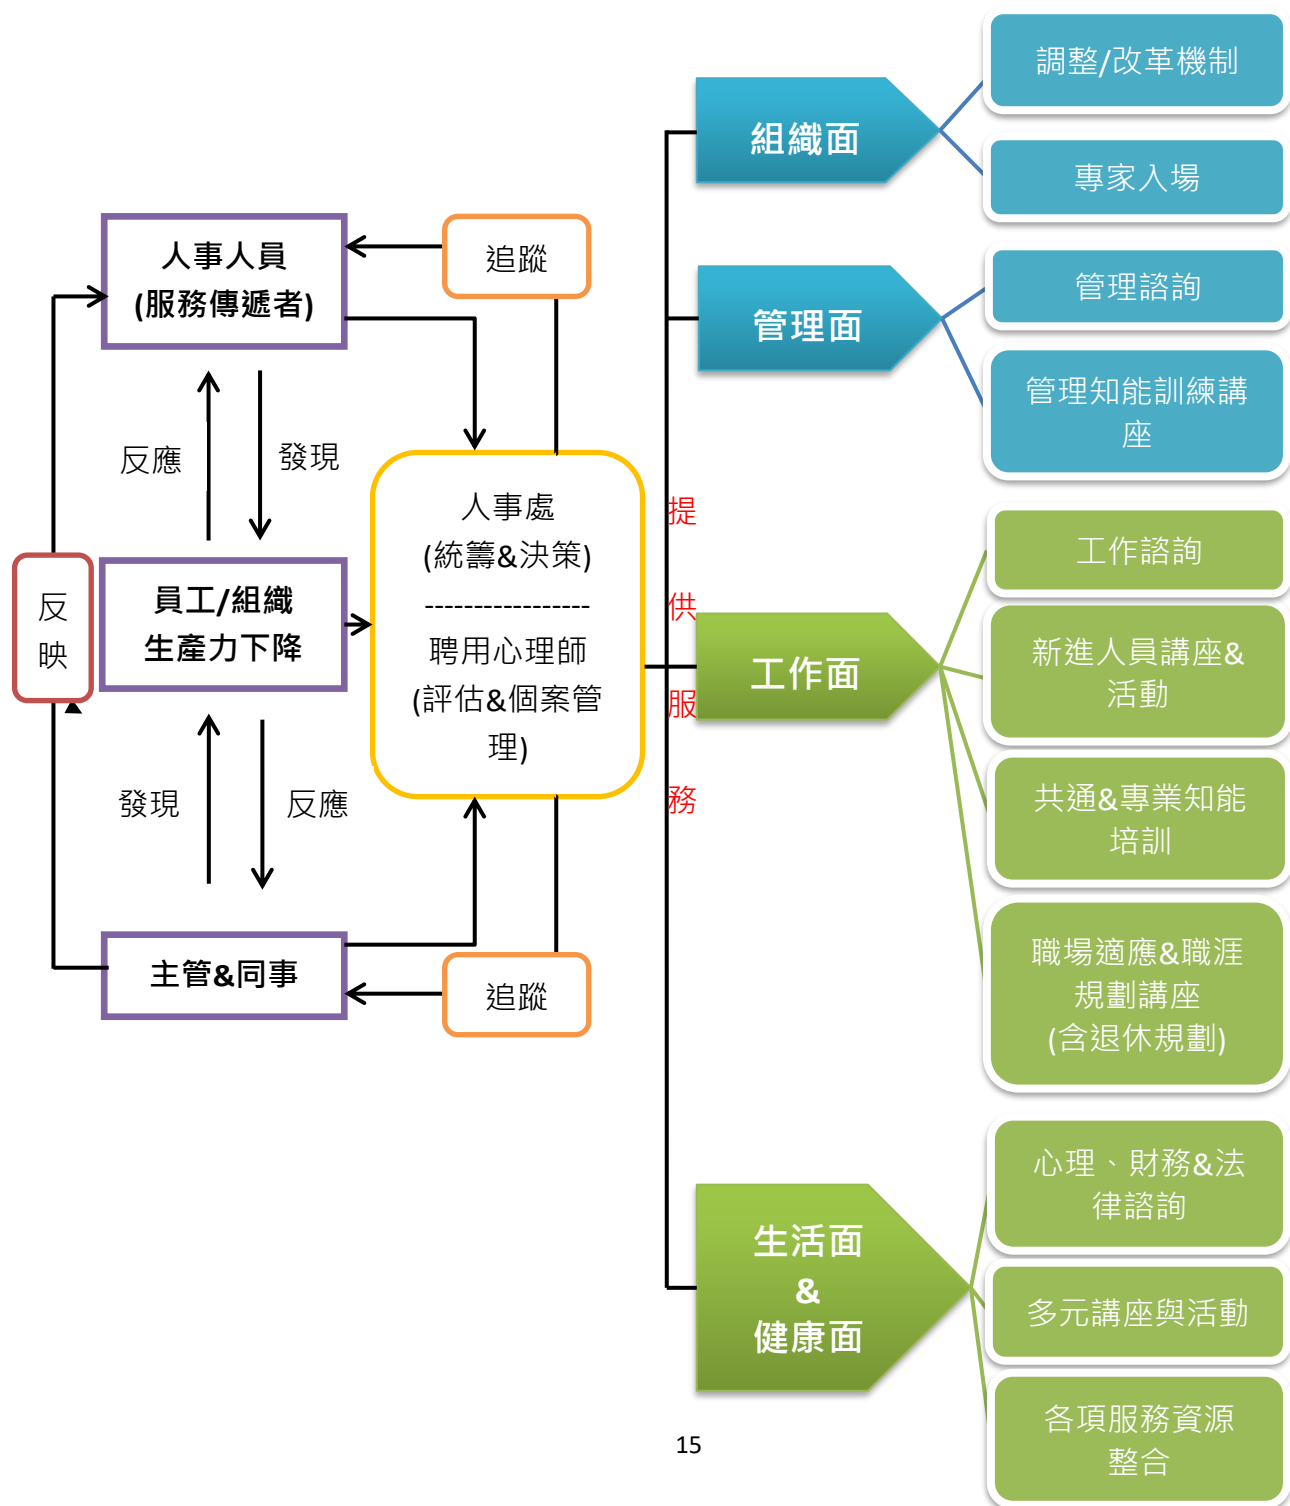 人事人員
(服務傳遞者)
追蹤
反應
發現
反
映
員工/組織
生產力下降
人事處
(統籌&決策)
-----------------
聘用心理師
(評估&個案管
理)
發現
反應
主管&同事
追蹤
提
供
服
務
組織面
調整/改革機制
專家入場
管理面
管理諮詢
管理知能訓練講
座
工作面
工作諮詢
新進人員講座&
活動
共通&專業知能
培訓
職場適應&職涯
規劃講座
(含退休規劃)
生活面
&
健康面
心理、財務&法
律諮詢
多元講座與活動
各項服務資源
整合
15